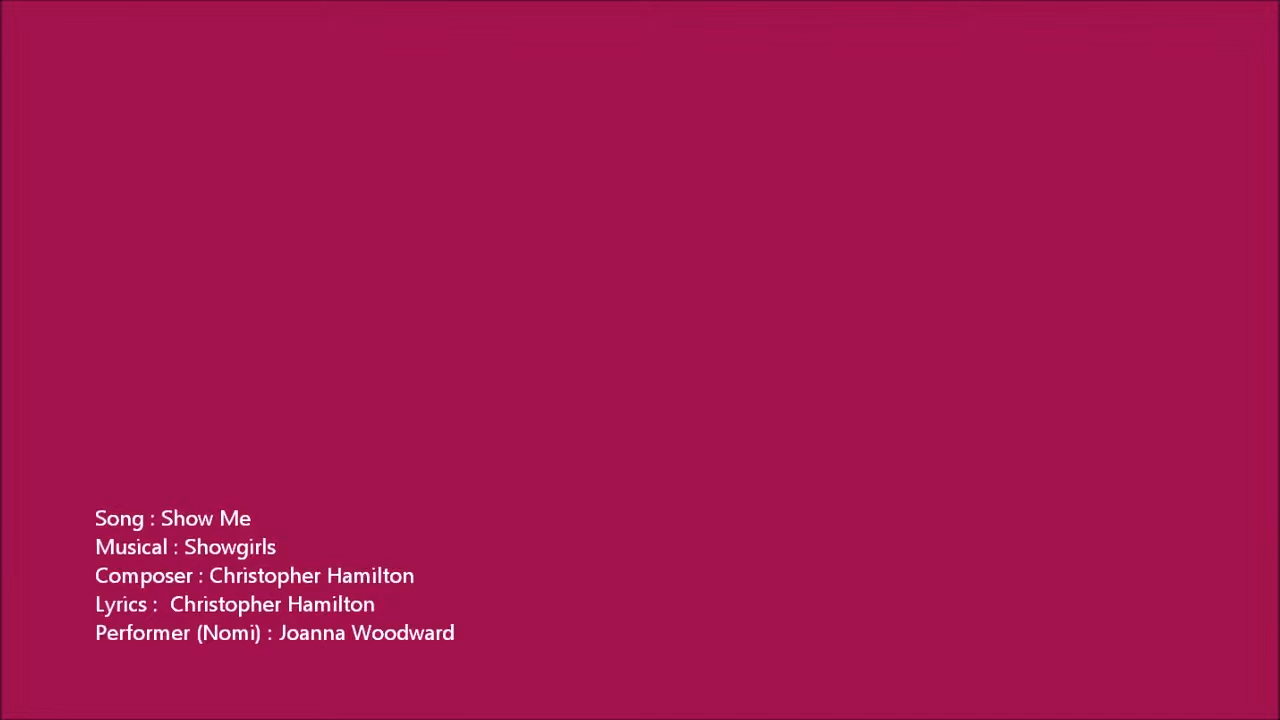 Song : Show Me
Musical : Showgirls
Composer : Christopher Hamilton
Lyrics :  Christopher Hamilton
Performer (Nomi) : Joanna Woodward